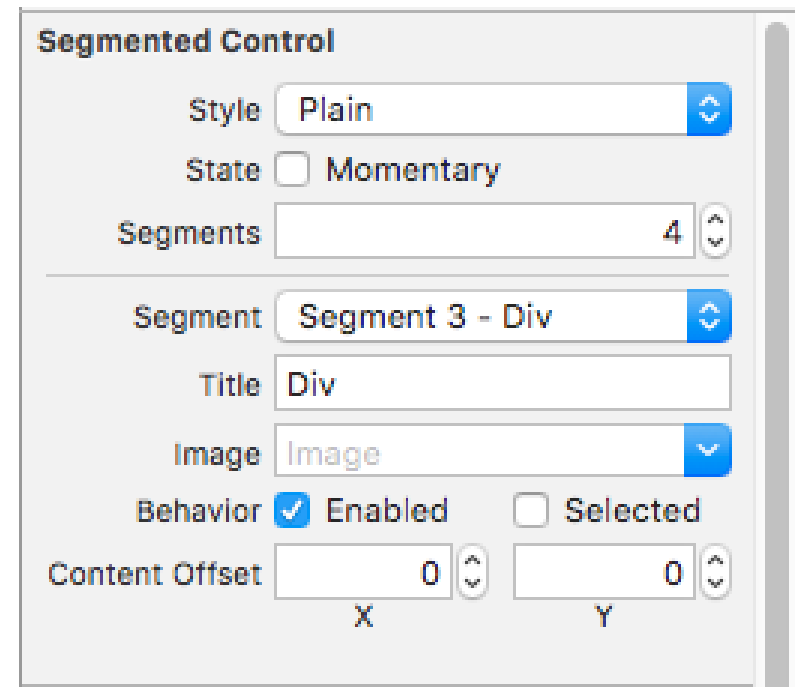 Segmented Control
Style Plain
State Momentary
Segments 4
Segment Segment 3 - Div
Title Div
Image Image
Behavior Enabled Selected
Content Offset 0 0
X Y